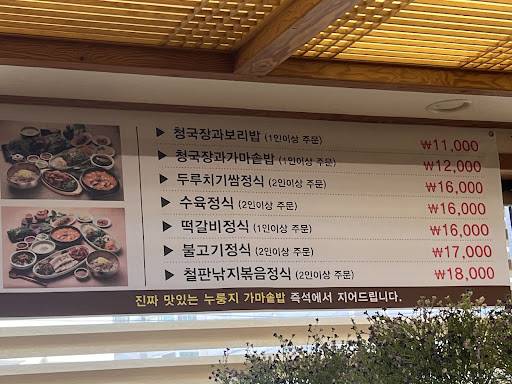 ▶ 청국장과보리밥 (1인이상 주문) ₩11,000
▶ 청국장과가마솥밥 (1인이상 주문) ₩12,000
▶ 두루치기쌈정식 (2인이상 주문) ₩16,000
▶ 수육정식 (2인이상 주문) ₩16,000
▶ 떡갈비정식 (1인이상 주문) ₩16,000
▶ 불고기정식 (2인이상 주문) ₩17,000
▶ 철판낚지볶음정식 (2인이상 주문) ₩18,000
진짜 맛있는 누룽지 가마솥밥 즉석에서 지어드립니다.